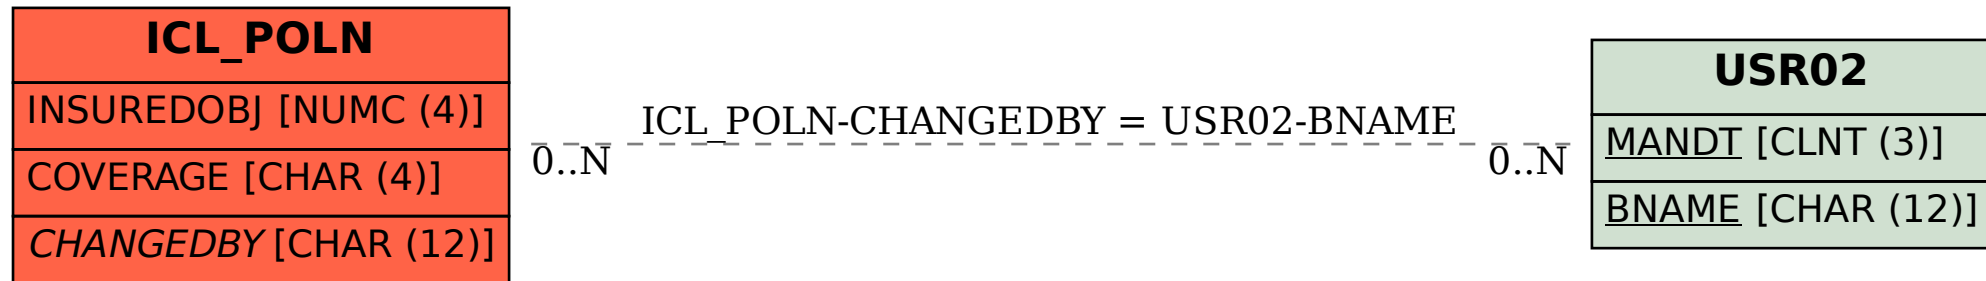 ICL_POLN
INSUREDOBJ [NUMC (4)]
COVERAGE [CHAR (4)]
CHANGEDBY [CHAR (12)]
ICL_POLN-CHANGEDBY = USR02-BNAME
0..N
0..N
USR02
MANDT [CLNT (3)]
BNAME [CHAR (12)]